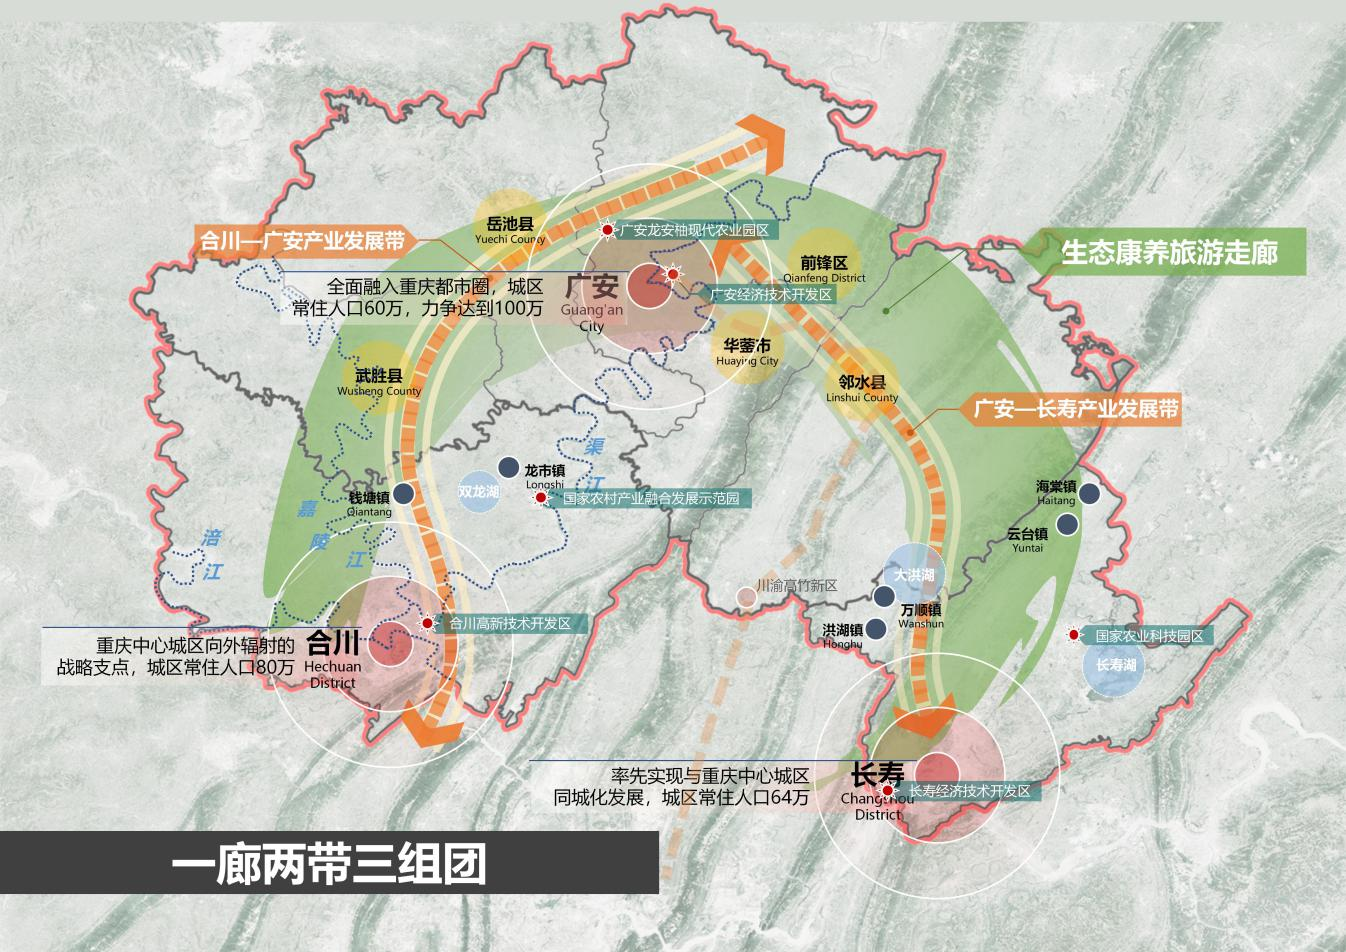 岳池县
Yuechi County
广安龙安柚现代农业园区
合川—广安产业发展带
生态康养旅游走廊
前锋区
Qianfeng District
全面融入重庆都市圈，城区
常住人口60万，力争达到100万
广安
Guang'an
City
广安经济技术开发区
华蓥市
Huaying City
武胜县
Wusheng County
邻水县
Linshui County
广安—长寿产业发展带
渠
江
龙市镇
Longshi
双龙湖
国家农村产业融合发展示范园
钱塘镇
Qiantang
海棠镇
Haitang
嘉
陵
江
涪
江
云台镇
Yuntai
大洪湖
川渝高竹新区
万顺镇
Wanshun
洪湖镇
Honghu
合川高新技术开发区
国家农业科技园区
长寿湖
重庆中心城区向外辐射的
战略支点，城区常住人口80万
合川
Hechuan
District
率先实现与重庆中心城区
同城化发展，城区常住人口64万
长寿
Changshou
District
长寿经济技术开发区
一廊两带三组团